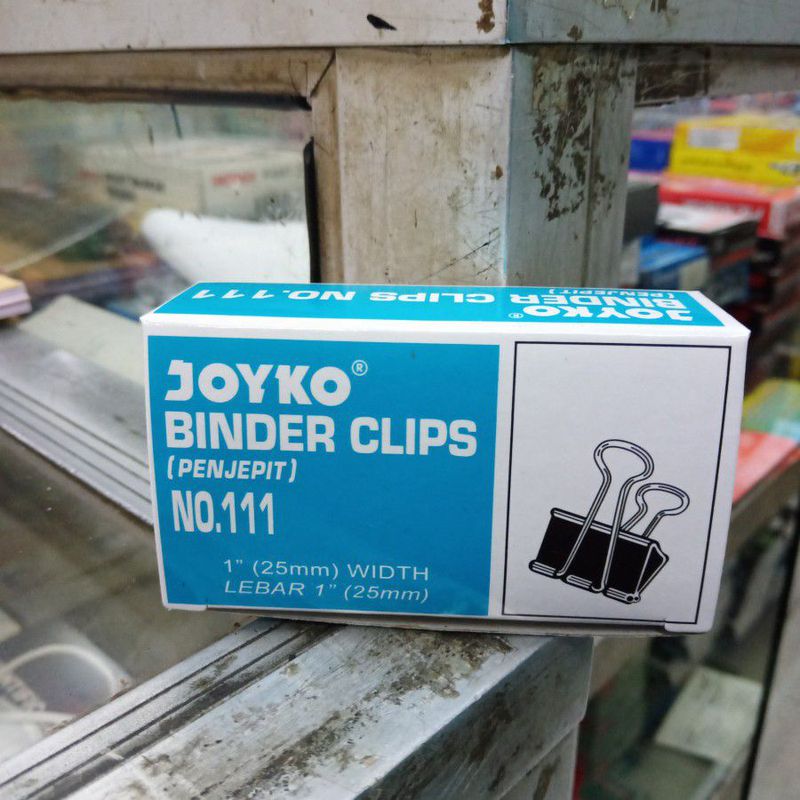 JOYKO® BINDER CLIPS NO.111
(PENJEPIT)
JOYKO®
BINDER CLIPS
(PENJEPIT)
NO.111
1" (25mm) WIDTH
LEBAR 1" (25mm)